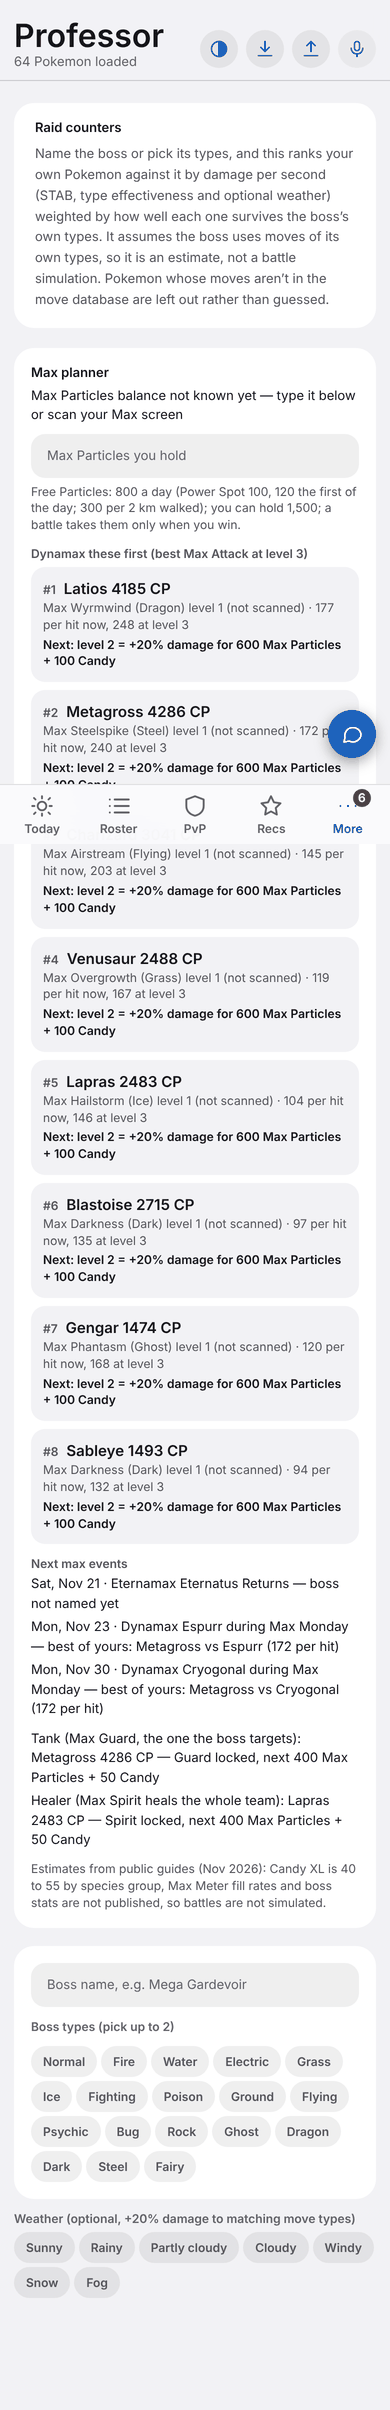 Professor
64 Pokemon loaded
Raid counters
Name the boss or pick its types, and this ranks your
own Pokemon against it by damage per second
(STAB, type effectiveness and optional weather)
weighted by how well each one survives the boss's
own types. It assumes the boss uses moves of its
own types, so it is an estimate, not a battle
simulation. Pokemon whose moves aren't in the
move database are left out rather than guessed.
Max planner
Max Particles balance not known yet — type it below
or scan your Max screen
Max Particles you hold
Free Particles: 800 a day (Power Spot 100, 120 the first of
the day; 300 per 2 km walked); you can hold 1,500; a
battle takes them only when you win.
Dynamax these first (best Max Attack at level 3)
#1 Latios 4185 CP
Max Wyrmwind (Dragon) level 1 (not scanned) · 177
per hit now, 248 at level 3
Next: level 2 = +20% damage for 600 Max Particles
+ 100 Candy
#2 Metagross 4286 CP
Max Steelspike (Steel) level 1 (not scanned) · 172 p
hit now, 240 at level 3
Next: level 2 = +20% damage for 600 Max Particles
Today
Roster
PvP
Recs
6
More
Max Airstream (Flying) level 1 (not scanned) · 145 per
hit now, 203 at level 3
Next: level 2 = +20% damage for 600 Max Particles
+ 100 Candy
#4 Venusaur 2488 CP
Max Overgrowth (Grass) level 1 (not scanned) · 119
per hit now, 167 at level 3
Next: level 2 = +20% damage for 600 Max Particles
+ 100 Candy
#5 Lapras 2483 CP
Max Hailstorm (Ice) level 1 (not scanned) · 104 per hit
now, 146 at level 3
Next: level 2 = +20% damage for 600 Max Particles
+ 100 Candy
#6 Blastoise 2715 CP
Max Darkness (Dark) level 1 (not scanned) · 97 per hit
now, 135 at level 3
Next: level 2 = +20% damage for 600 Max Particles
+ 100 Candy
#7 Gengar 1474 CP
Max Phantasm (Ghost) level 1 (not scanned) · 120 per
hit now, 168 at level 3
Next: level 2 = +20% damage for 600 Max Particles
+ 100 Candy
#8 Sableye 1493 CP
Max Darkness (Dark) level 1 (not scanned) · 94 per
hit now, 132 at level 3
Next: level 2 = +20% damage for 600 Max Particles
+ 100 Candy
Next max events
Sat, Nov 21 · Eternamax Eternatus Returns — boss
not named yet
Mon, Nov 23 · Dynamax Espurr during Max Monday
— best of yours: Metagross vs Espurr (172 per hit)
Mon, Nov 30 · Dynamax Cryogonal during Max
Monday — best of yours: Metagross vs Cryogonal
(172 per hit)
Tank (Max Guard, the one the boss targets):
Metagross 4286 CP — Guard locked, next 400 Max
Particles + 50 Candy
Healer (Max Spirit heals the whole team): Lapras
2483 CP — Spirit locked, next 400 Max Particles +
50 Candy
Estimates from public guides (Nov 2026): Candy XL is 40
to 55 by species group, Max Meter fill rates and boss
stats are not published, so battles are not simulated.
Boss name, e.g. Mega Gardevoir
Boss types (pick up to 2)
Normal Fire Water Electric Grass
Ice Fighting Poison Ground Flying
Psychic Bug Rock Ghost Dragon
Dark Steel Fairy
Weather (optional, +20% damage to matching move types)
Sunny Rainy Partly cloudy Cloudy Windy
Snow Fog